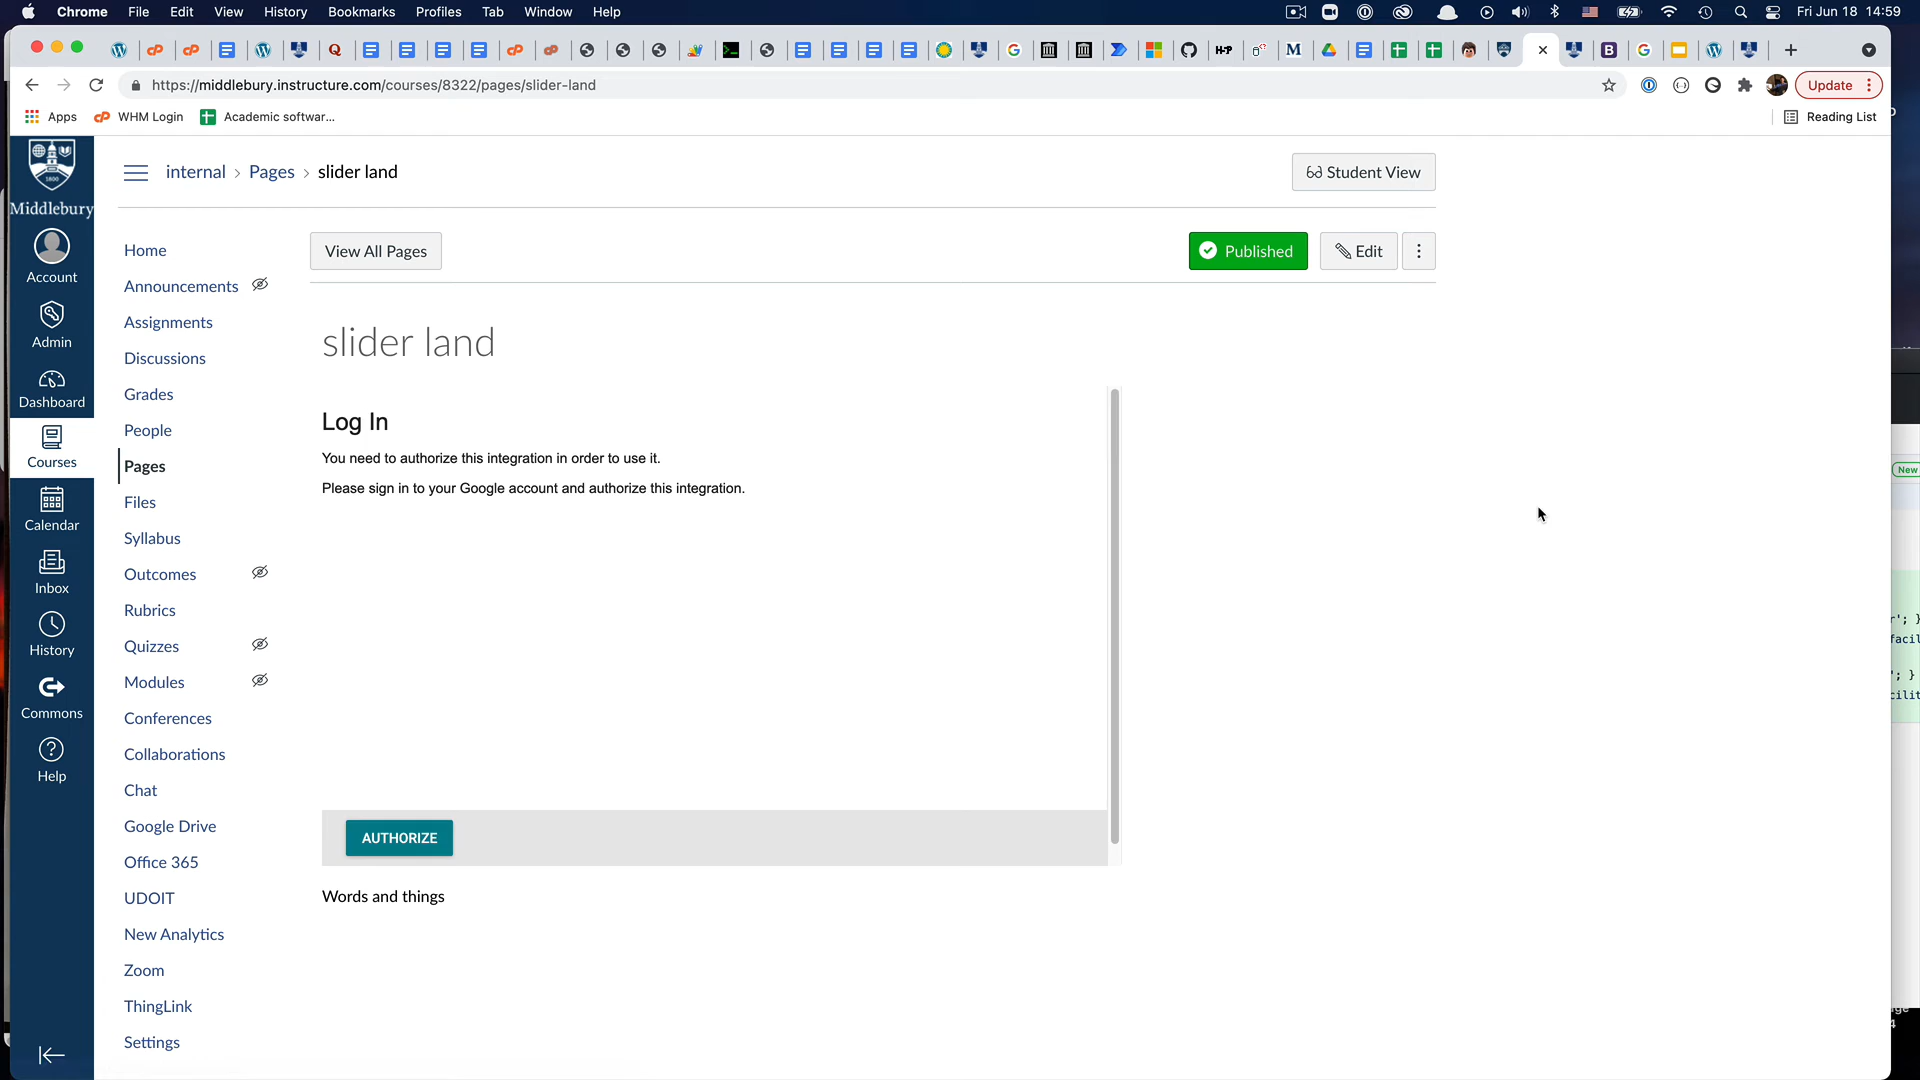 Chrome File Edit View History Bookmarks Profiles Tab Window Help Fri Jun 18 14:59
https://middlebury.instructure.com/courses/8322/pages/slider-land
Update
Apps WHM Login Academic softwar... Reading List
1800
Middlebury
internal > Pages > slider land
Student View
Account
Admin
Dashboard
Courses
Calendar
Inbox
History
Commons
Help
Home
Announcements
Assignments
Discussions
Grades
People
Pages
Files
Syllabus
Outcomes
Rubrics
Quizzes
Modules
Conferences
Collaborations
Chat
Google Drive
Office 365
UDOIT
New Analytics
Zoom
ThingLink
Settings
View All Pages
Published Edit
slider land
Log In
You need to authorize this integration in order to use it.
Please sign in to your Google account and authorize this integration.
AUTHORIZE
Words and things
New
r'; }
facil
'; }
cilit